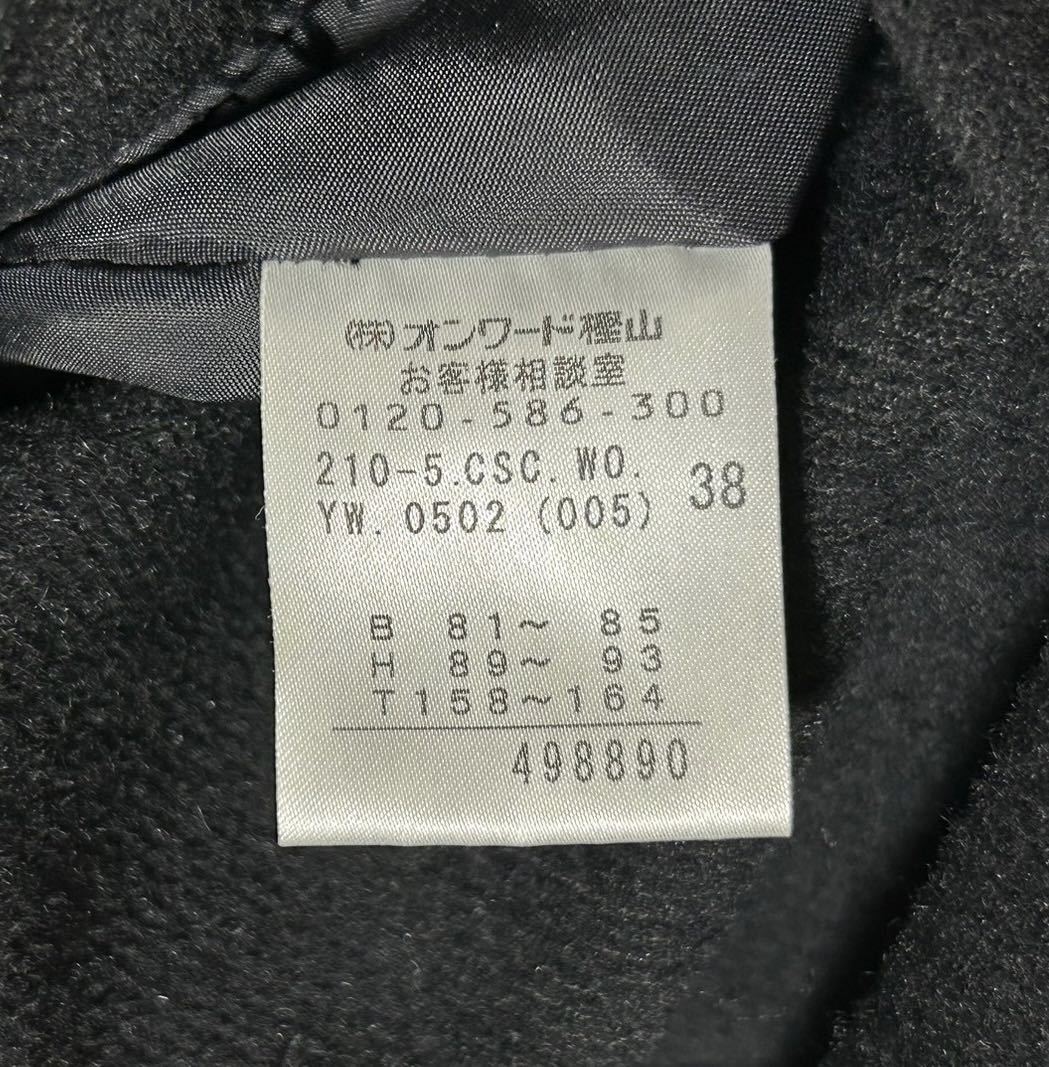 (株)オンワード樫山
お客様相談室
0120-586-300
210-5.CSC.WO. 38
YW.0502(005)
B 81~ 85
H 89~ 93
T158~164
498890